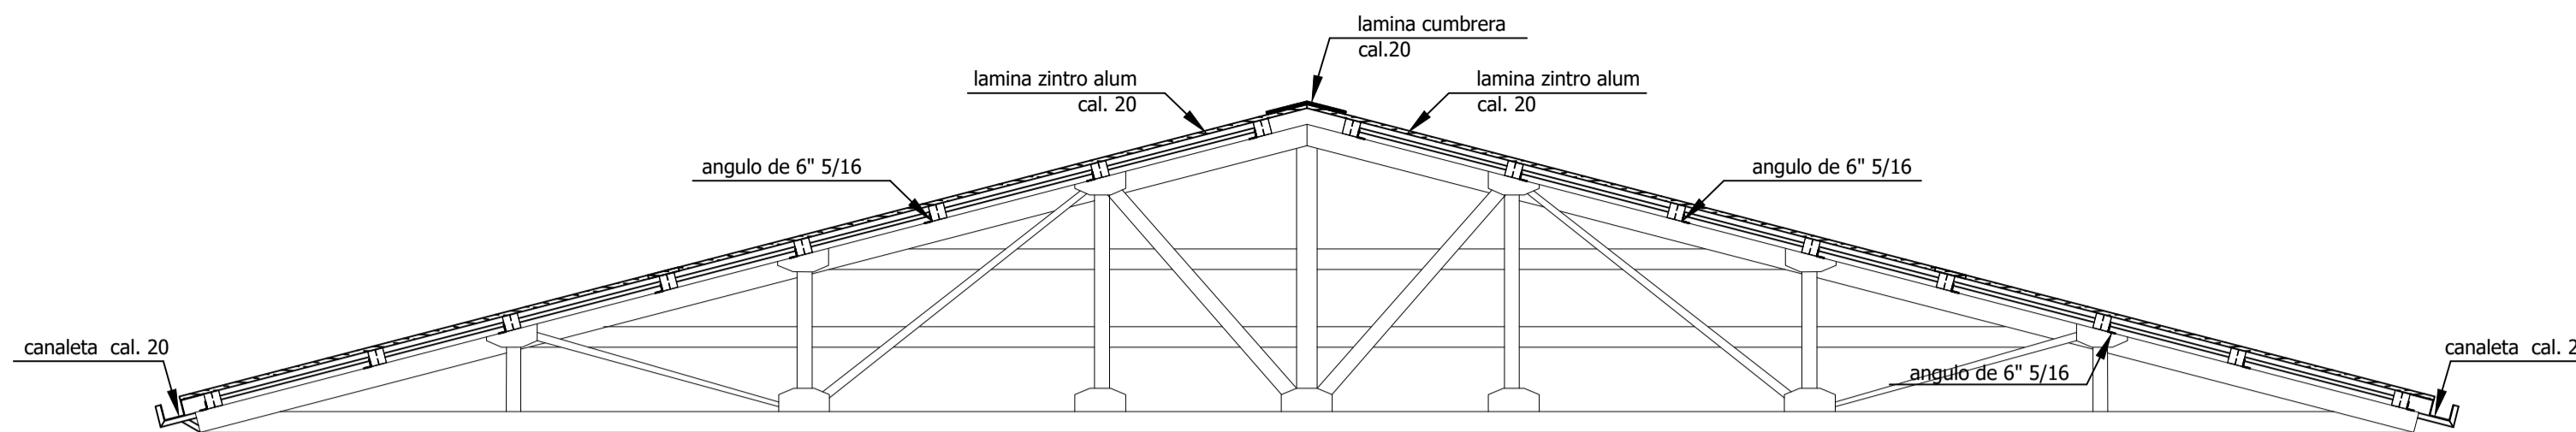 lamina cumbrera
cal.20
lamina zintro alum
cal. 20
lamina zintro alum
cal. 20
angulo de 6" 5/16
angulo de 6" 5/16
canaleta  cal. 20
canaleta  cal. 2
angulo de 6" 5/16